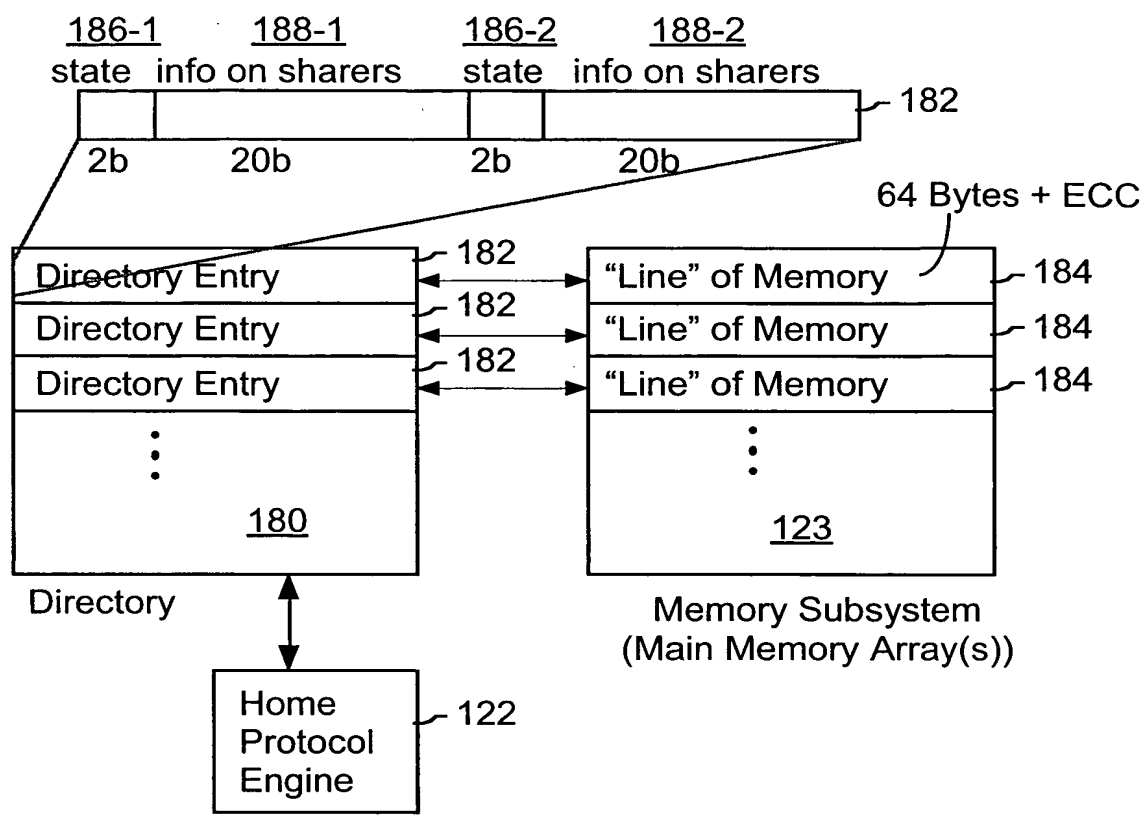 186-1 188-1 186-2 188-2
state info on sharers state info on sharers
182
2b 20b 2b 20b
64 Bytes + ECC
Directory Entry 182 “Line” of Memory 184
Directory Entry 182 “Line” of Memory 184
Directory Entry 182 “Line” of Memory 184
180 123
Directory Memory Subsystem
(Main Memory Array(s))
Home
Protocol
Engine
122